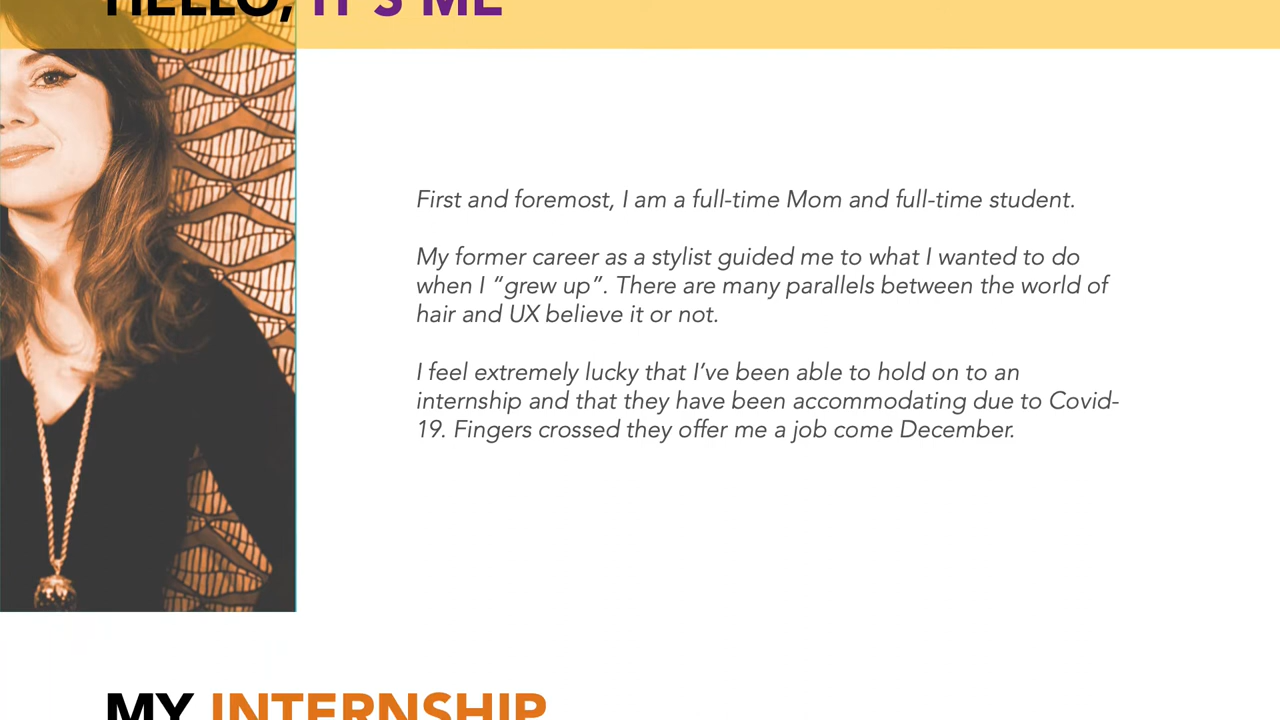 HELLO, IT'S ME
First and foremost, I am a full-time Mom and full-time student.
My former career as a stylist guided me to what I wanted to do
when I “grew up”. There are many parallels between the world of
hair and UX believe it or not.
I feel extremely lucky that I’ve been able to hold on to an
internship and that they have been accommodating due to Covid-
19. Fingers crossed they offer me a job come December.
MY INTERNSHIP